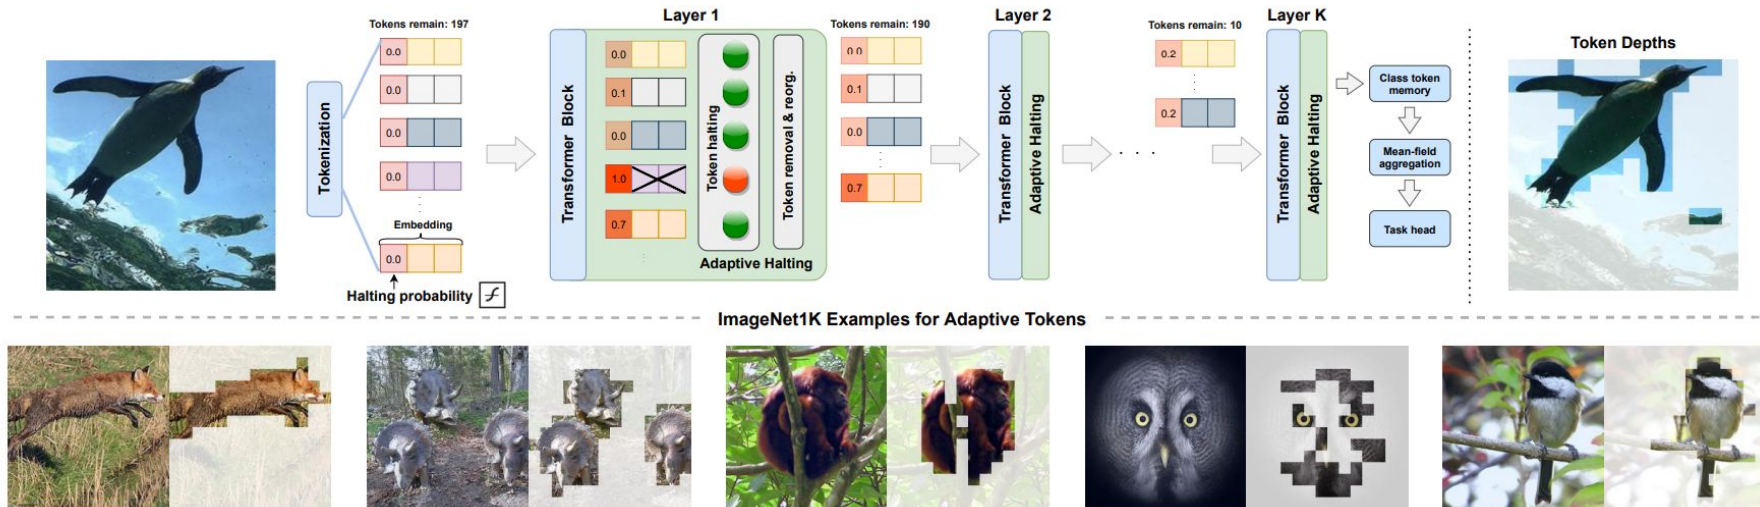 Layer 1
Layer 2
Layer K
Tokens remain: 197
Tokens remain: 190
Tokens remain: 10
Token Depths
Tokenization
0.0
0.0
0.0
0.0
Embedding
0.0
Halting probability
Transformer Block
0.0
0.1
0.0
1.0
0.7
Token halting
Token removal & reorg.
Adaptive Halting
0.0
0.1
0.0
0.7
Transformer Block
Adaptive Halting
0.2
0.2
Transformer Block
Adaptive Halting
Class token
memory
Mean-field
aggregation
Task head
ImageNet1K Examples for Adaptive Tokens